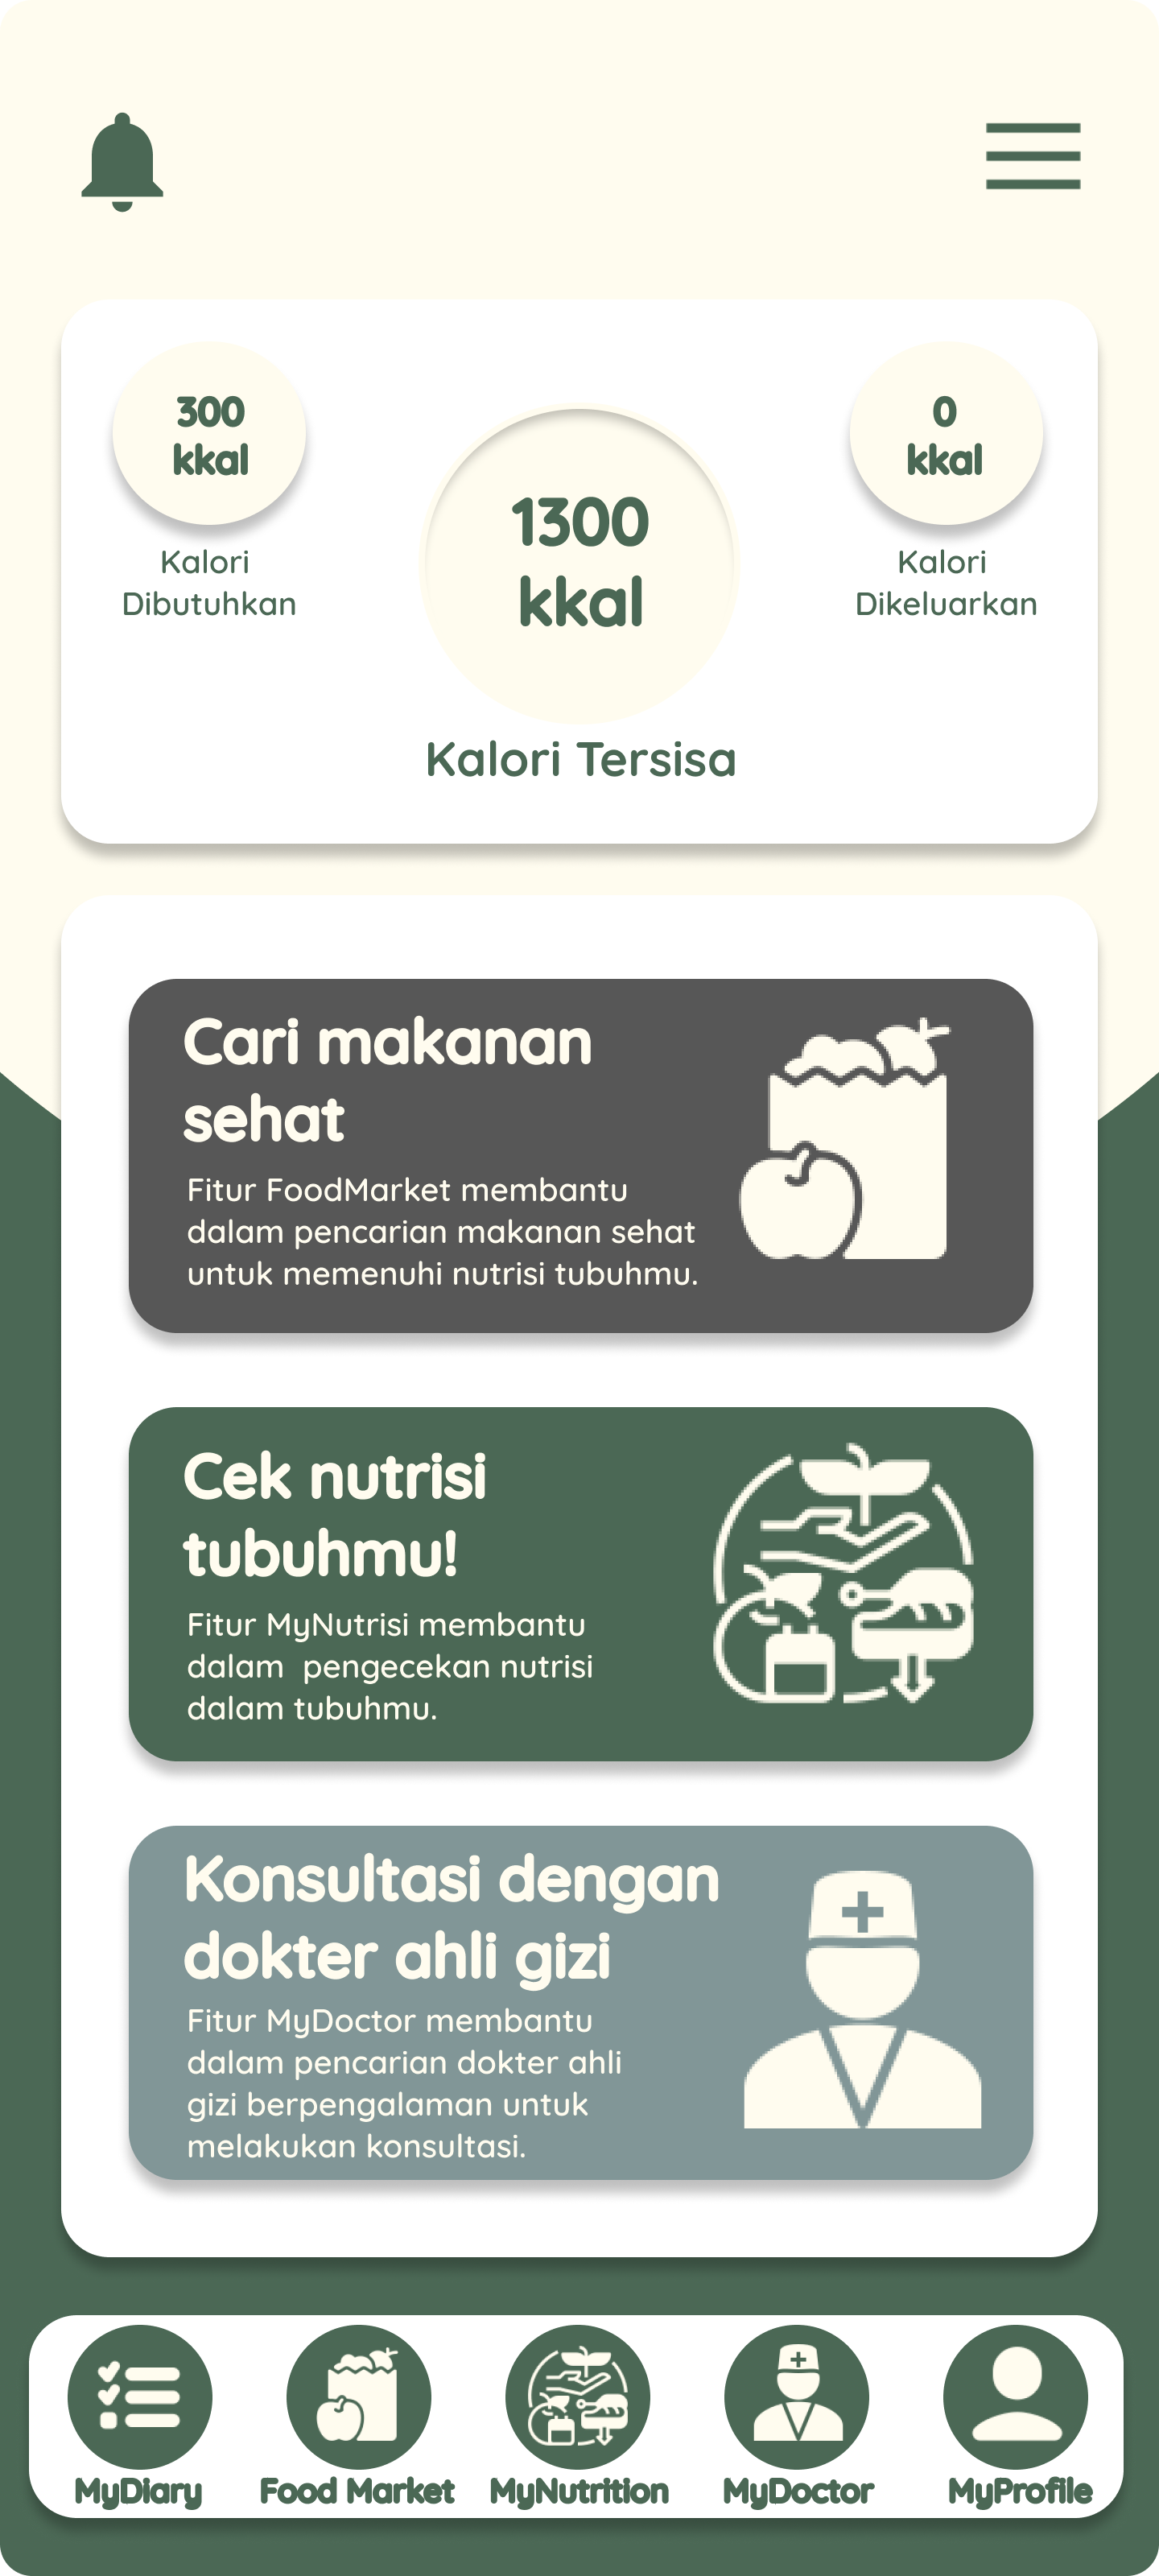 300
kkal
Kalori
Dibutuhkan
1300
kkal
Kalori Tersisa
0
kkal
Kalori
Dikeluarkan
Cari makanan
sehat
Fitur FoodMarket membantu
dalam pencarian makanan sehat
untuk memenuhi nutrisi tubuhmu.
Cek nutrisi
tubuhmu!
Fitur MyNutrisi membantu
dalam  pengecekan nutrisi
dalam tubuhmu.
Konsultasi dengan
dokter ahli gizi
Fitur MyDoctor membantu
dalam pencarian dokter ahli
gizi berpengalaman untuk
melakukan konsultasi.
MyDiary
Food Market
MyNutrition
MyDoctor
MyProfile